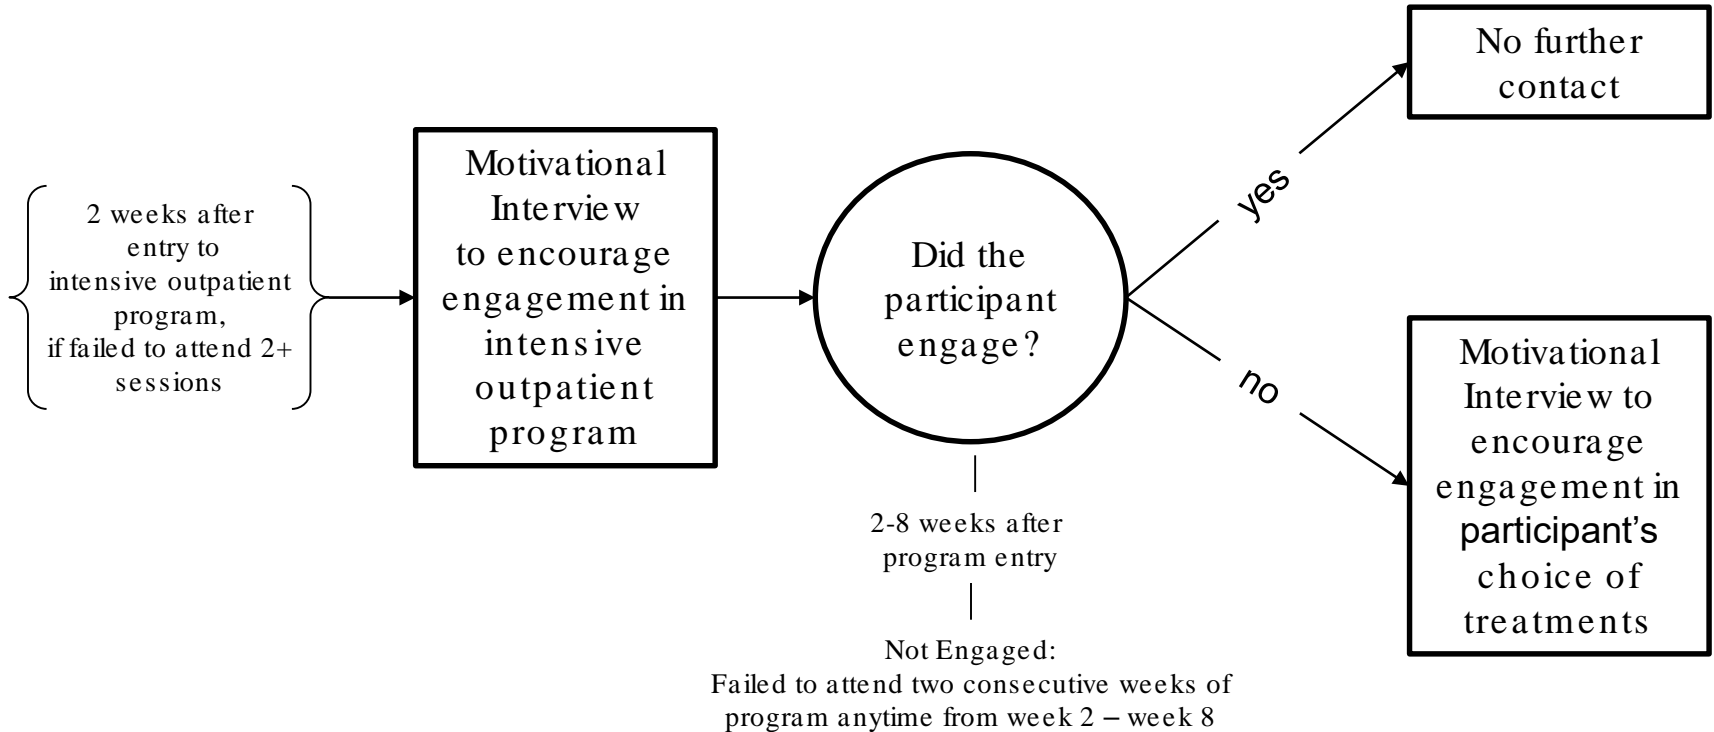 2 weeks after
entry to
intensive outpatient
program,
if failed to attend 2+
sessions
Motivational
Interview
to encourage
engagement in
intensive
outpatient
program
Did the
participant
engage?
2-8 weeks after
program entry
Not Engaged:
Failed to attend two consecutive weeks of
program anytime from week 2 – week 8
yes
No further
contact
no
Motivational
Interview to
encourage
engagement in
participant’s
choice of
treatments